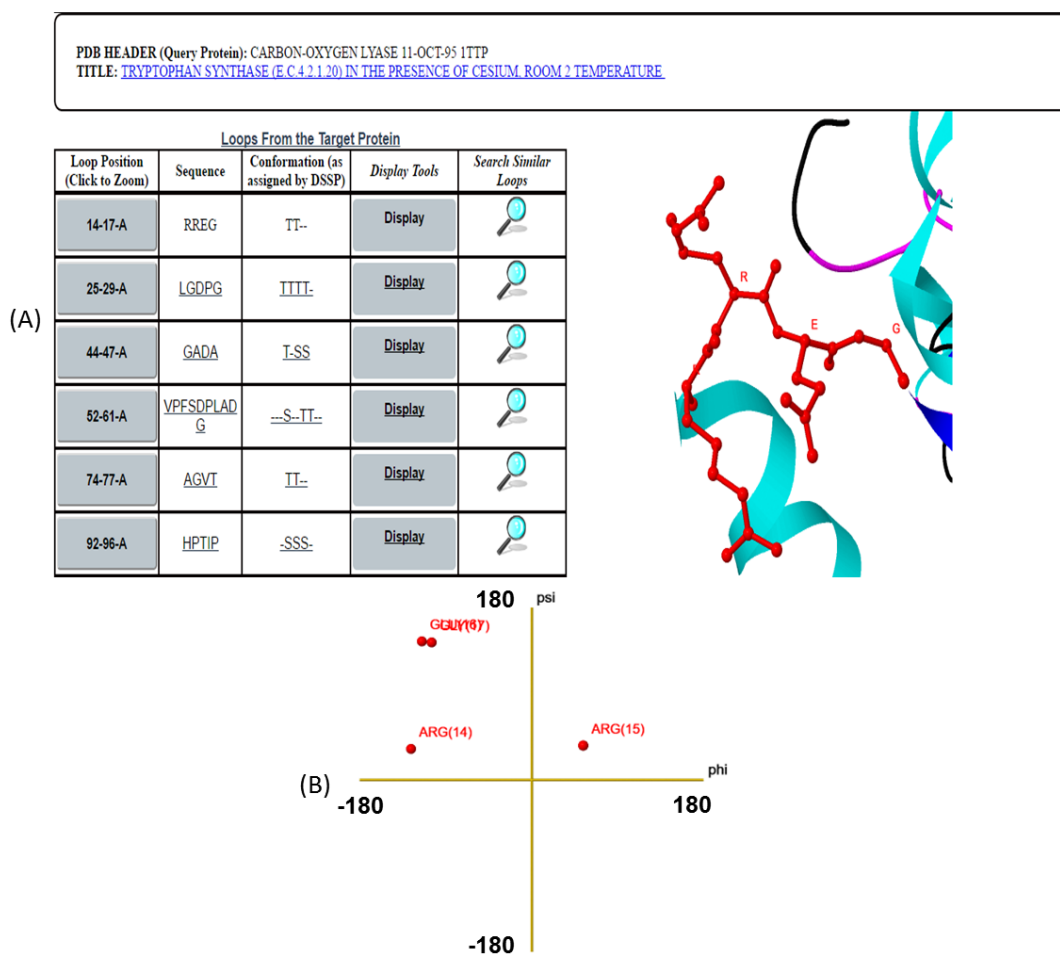 PDB HEADER (Query Protein): CARBON-OXYGEN LYASE 11-OCT-95 1TTP
TITLE: TRYPTOPHAN SYNTHASE (E.C.4.2.1.20) IN THE PRESENCE OF CESIUM, ROOM 2 TEMPERATURE
Loops From the Target Protein
Loop Position (Click to Zoom) Sequence Conformation (as assigned by DSSP) Display Tools Search Similar Loops
14-17-A RREG TT-- Display
25-29-A LGDPG TTTT- Display
44-47-A GADA T-SS Display
52-61-A VPFSDPLADG ---S--TT-- Display
74-77-A AGVT TT-- Display
92-96-A HPTIP -SSS- Display
(A)
R
E
G
180 psi
GLY(17)
ARG(14)
ARG(15)
(B)
phi
-180
180
-180